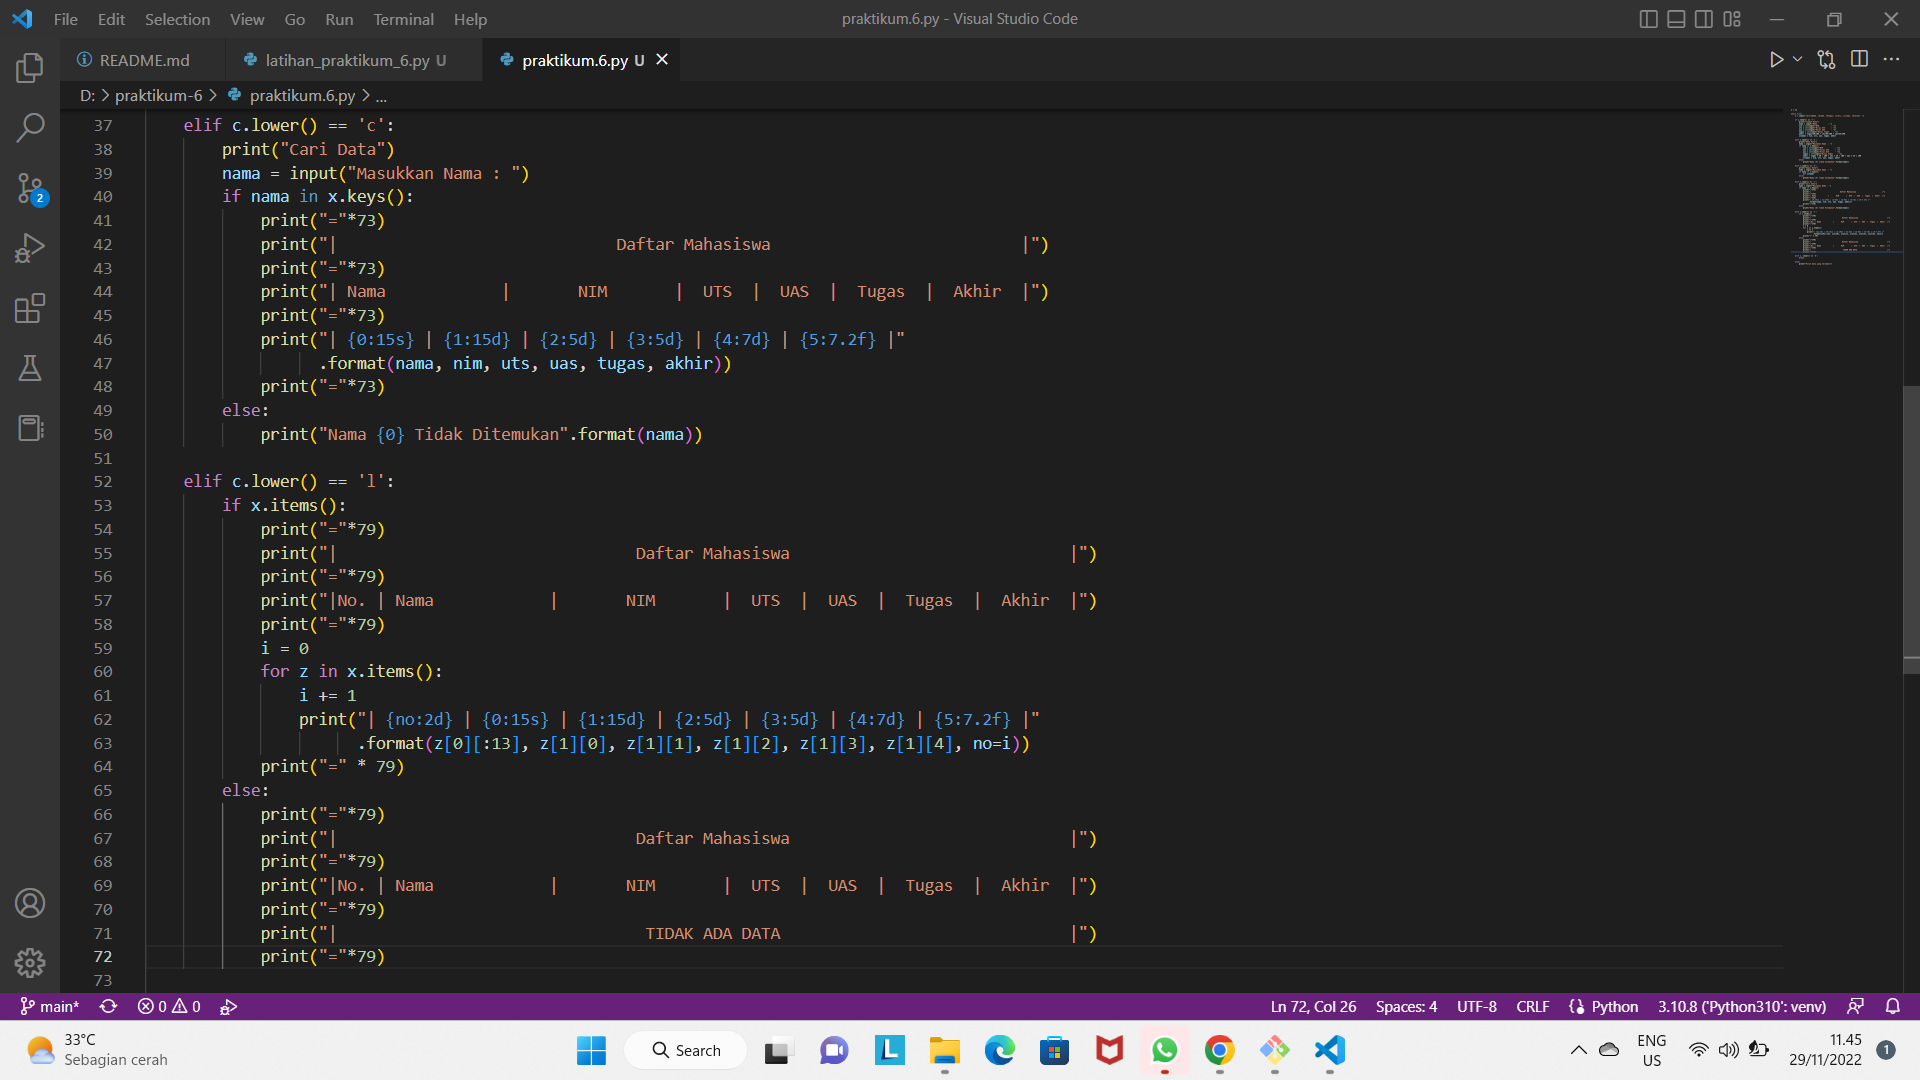 File Edit Selection View Go Run Terminal Help
praktikum.6.py - Visual Studio Code
README.md
latihan_praktikum_6.py U
praktikum.6.py U
D: > praktikum-6 > praktikum.6.py > ...
37 elif c.lower() == 'c':
38 print("Cari Data")
39 nama = input("Masukkan Nama : ")
40 if nama in x.keys():
41 print("="*73)
42 print("|                             Daftar Mahasiswa                          |")
43 print("="*73)
44 print("| Nama            |       NIM       |  UTS  |  UAS  |  Tugas  |  Akhir  |")
45 print("="*73)
46 print("| {0:15s} | {1:15d} | {2:5d} | {3:5d} | {4:7d} | {5:7.2f} |"
47 .format(nama, nim, uts, uas, tugas, akhir))
48 print("="*73)
49 else:
50 print("Nama {0} Tidak Ditemukan".format(nama))
51
52 elif c.lower() == 'l':
53 if x.items():
54 print("="*79)
55 print("|                               Daftar Mahasiswa                             |")
56 print("="*79)
57 print("|No. | Nama            |       NIM       |  UTS  |  UAS  |  Tugas  |  Akhir  |")
58 print("="*79)
59 i = 0
60 for z in x.items():
61 i += 1
62 print("| {no:2d} | {0:15s} | {1:15d} | {2:5d} | {3:5d} | {4:7d} | {5:7.2f} |"
63 .format(z[0][:13], z[1][0], z[1][1], z[1][2], z[1][3], z[1][4], no=i))
64 print("=" * 79)
65 else:
66 print("="*79)
67 print("|                               Daftar Mahasiswa                             |")
68 print("="*79)
69 print("|No. | Nama            |       NIM       |  UTS  |  UAS  |  Tugas  |  Akhir  |")
70 print("="*79)
71 print("|                                TIDAK ADA DATA                              |")
72 print("="*79)
73
2
main* 0 0
Ln 72, Col 26 Spaces: 4 UTF-8 CRLF Python 3.10.8 ('Python310': venv)
33°C
Sebagian cerah
Search
L
ENG
US
11.45
29/11/2022
1